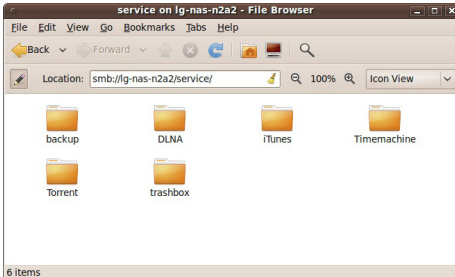 service on lg-nas-n2a2 - File Browser
File Edit View Go Bookmarks Tabs Help
Back Forward
Location: smb://lg-nas-n2a2/service/ 100% Icon View
backup DLNA iTunes Timemachine
Torrent trashbox
6 items